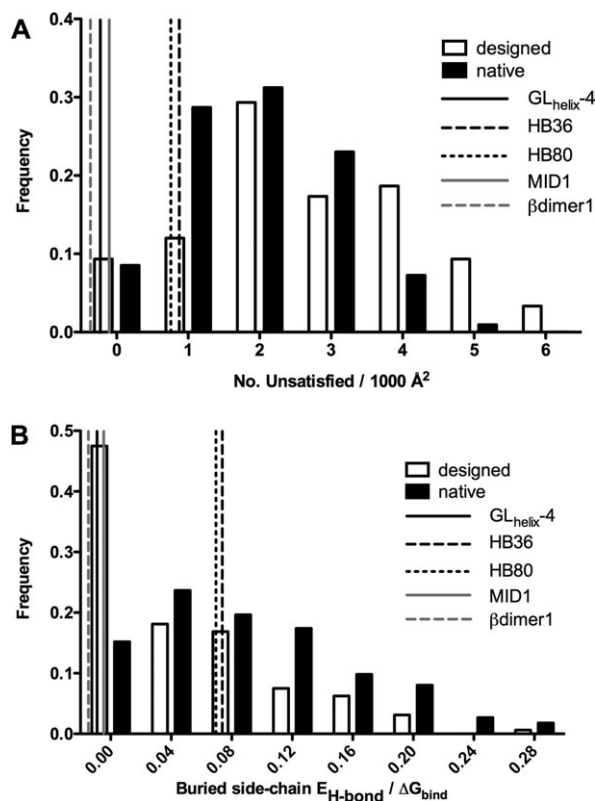 A
0.4
0.3
0.2
0.1
0.0
Frequency
designed
native
GLhelix-4
HB36
HB80
MID1
βdimer1
0 1 2 3 4 5 6
No. Unsatisfied / 1000 Å²
B
0.5
0.4
0.3
0.2
0.1
0.0
Frequency
designed
native
GLhelix-4
HB36
HB80
MID1
βdimer1
0.00 0.04 0.08 0.12 0.16 0.20 0.24 0.28
Buried side-chain EH-bond / ΔGbind